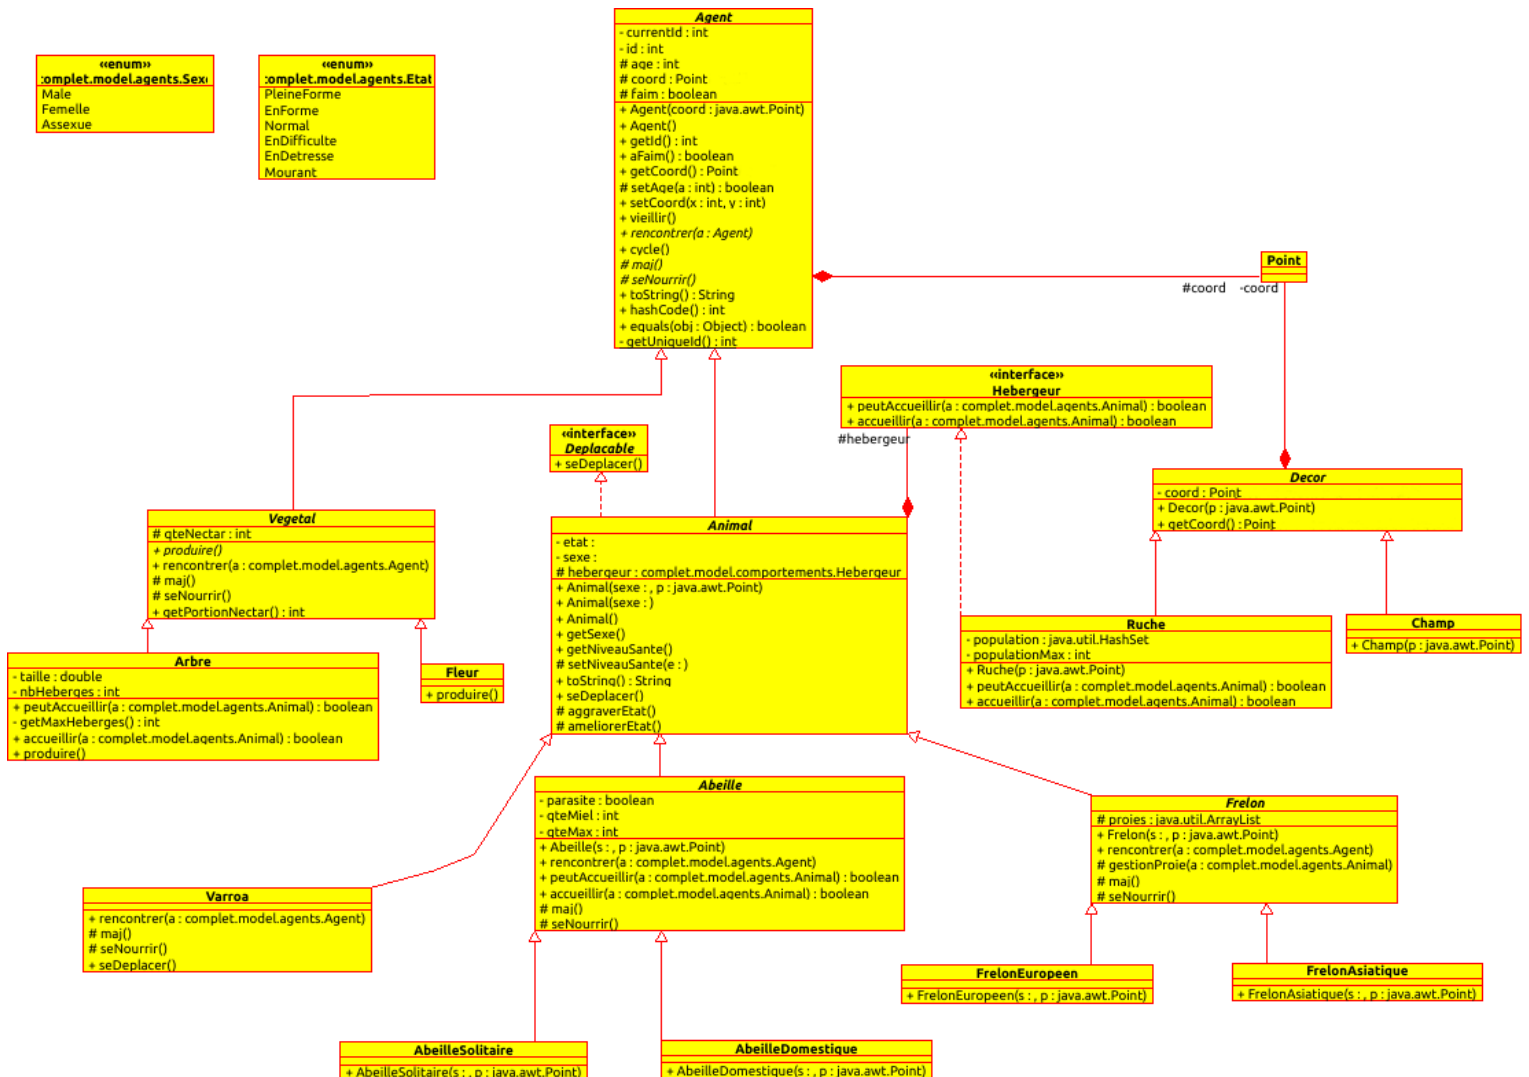 Agent
- currentId : int
- id : int
# age : int
# coord : Point
# faim : boolean
+ Agent(coord : java.awt.Point)
+ Agent()
+ getId() : int
+ aFaim() : boolean
+ getCoord() : Point
# setAge(a : int) : boolean
+ setCoord(x : int, y : int)
+ vieillir()
+ rencontrer(a : Agent)
+ cycle()
# maj()
# seNourrir()
+ toString() : String
+ hashCode() : int
+ equals(obj : Object) : boolean
- getUniqueId() : int
«enum»
:omplet.model.agents.Sex
Male
Femelle
Assexue
«enum»
:omplet.model.agents.Etat
PleineForme
EnForme
Normal
EnDifficulte
EnDetresse
Mourant
Point
#coord
-coord
«interface»
Hebergeur
+ peutAccueillir(a : complet.model.agents.Animal) : boolean
+ accueillir(a : complet.model.agents.Animal) : boolean
#hebergeur
«interface»
Deplacable
+ seDeplacer()
Decor
- coord : Point
+ Decor(p : java.awt.Point)
+ getCoord() : Point
Vegetal
# qteNectar : int
+ produire()
+ rencontrer(a : complet.model.agents.Agent)
# maj()
# seNourrir()
+ getPortionNectar() : int
Animal
- etat :
- sexe :
# hebergeur : complet.model.comportements.Hebergeur
+ Animal(sexe : , p : java.awt.Point)
+ Animal(sexe : )
+ Animal()
+ getSexe()
+ getNiveauSante()
# setNiveauSante(e : )
+ toString() : String
+ seDeplacer()
# aggraverEtat()
# ameliorerEtat()
Ruche
- population : java.util.HashSet
- populationMax : int
+ Ruche(p : java.awt.Point)
+ peutAccueillir(a : complet.model.agents.Animal) : boolean
+ accueillir(a : complet.model.agents.Animal) : boolean
Champ
+ Champ(p : java.awt.Point)
Arbre
- taille : double
- nbHeberges : int
+ peutAccueillir(a : complet.model.agents.Animal) : boolean
- getMaxHeberges() : int
+ accueillir(a : complet.model.agents.Animal) : boolean
+ produire()
Fleur
+ produire()
Abeille
- parasite : boolean
- qteMiel : int
- qteMax : int
+ Abeille(s : , p : java.awt.Point)
+ rencontrer(a : complet.model.agents.Agent)
+ peutAccueillir(a : complet.model.agents.Animal) : boolean
+ accueillir(a : complet.model.agents.Animal) : boolean
# maj()
# seNourrir()
Frelon
# proies : java.util.ArrayList
+ Frelon(s : , p : java.awt.Point)
+ rencontrer(a : complet.model.agents.Agent)
# gestionProie(a : complet.model.agents.Animal)
# maj()
# seNourrir()
Varroa
+ rencontrer(a : complet.model.agents.Agent)
# maj()
# seNourrir()
+ seDeplacer()
FrelonEuropeen
+ FrelonEuropeen(s : , p : java.awt.Point)
FrelonAsiatique
+ FrelonAsiatique(s : , p : java.awt.Point)
AbeilleSolitaire
+ AbeilleSolitaire(s : , p : java.awt.Point)
AbeilleDomestique
+ AbeilleDomestique(s : , p : java.awt.Point)